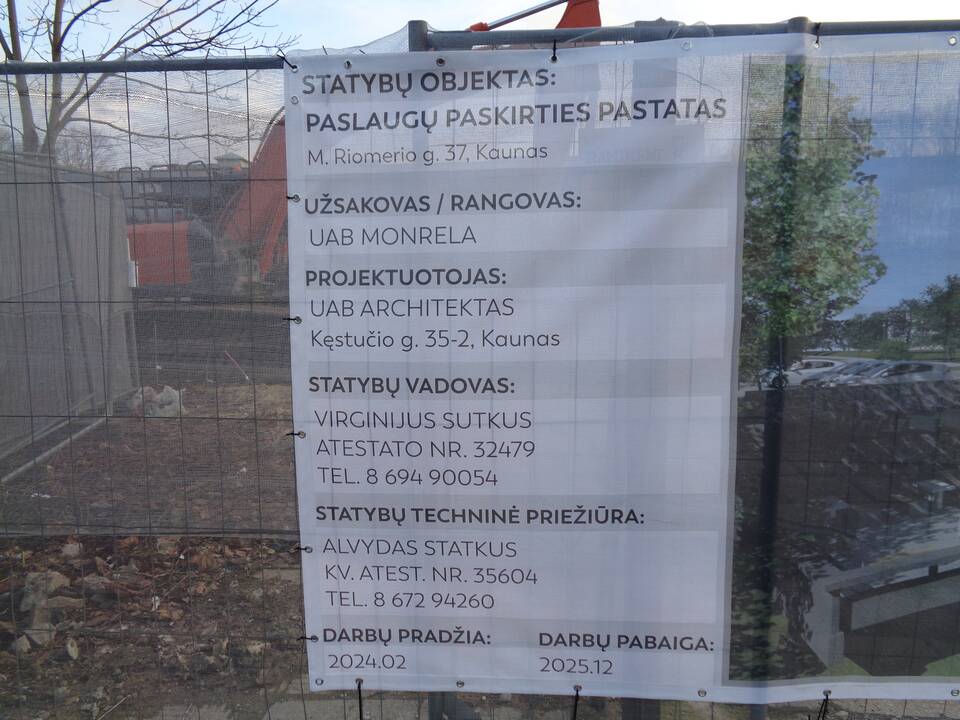 STATYBŲ OBJEKTAS:
PASLAUGŲ PASKIRTIES PASTATAS
M. Riomerio g. 37, Kaunas
UŽSAKOVAS / RANGOVAS:
UAB MONRELA
PROJEKTUOTOJAS:
UAB ARCHITEKTAS
Kęstučio g. 35-2, Kaunas
STATYBŲ VADOVAS:
VIRGINIJUS SUTKUS
ATESTATO NR. 32479
TEL. 8 694 90054
STATYBŲ TECHNINĖ PRIEŽIŪRA:
ALVYDAS STATKUS
KV. ATEST. NR. 35604
TEL. 8 672 94260
DARBŲ PRADŽIA: DARBŲ PABAIGA:
2024.02 2025.12